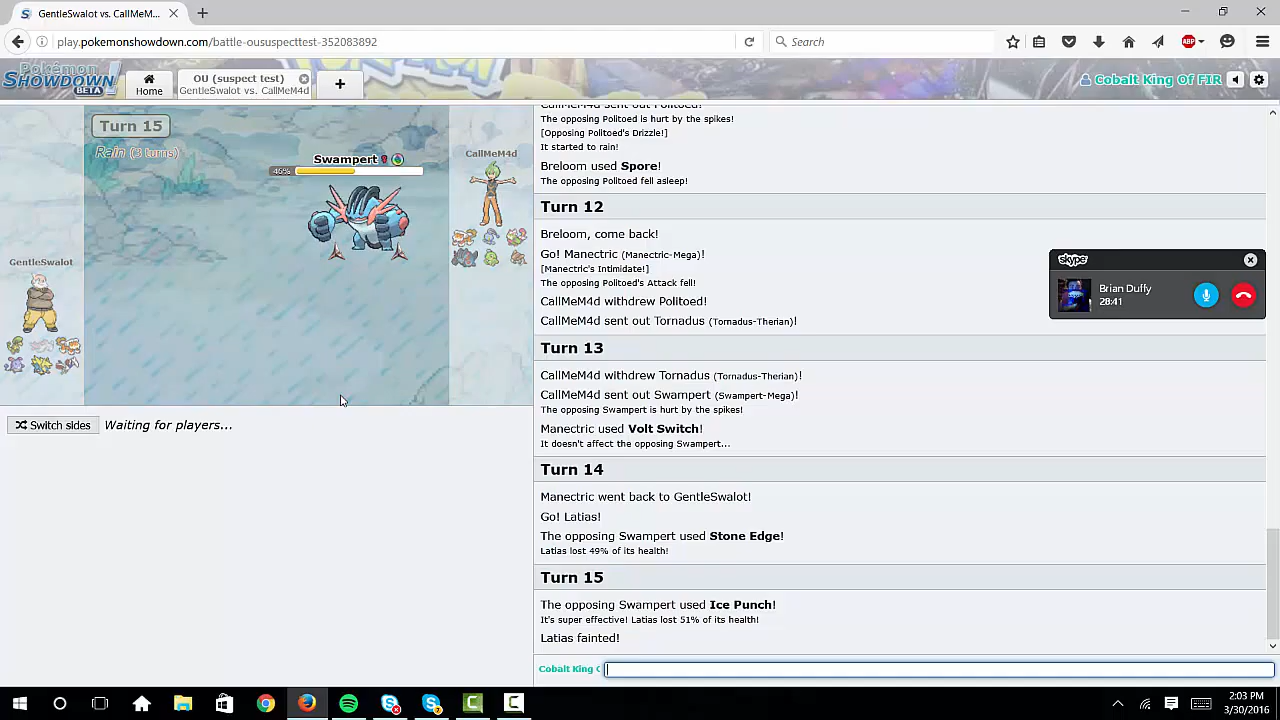 GentleSwalot vs. CallMeM...
play.pokemonshowdown.com/battle-oususpecttest-352083892
Search
ABP
Pokémon
SHOWDOWN!
BETA
Home
OU (suspect test)
GentleSwalot vs. CallMeM4d
Cobalt King Of FIR
Turn 15
Rain (3 turns)
Swampert
46%
CallMeM4d
GentleSwalot
Switch sides
Waiting for players...
CallMeM4d sent out Politoed!
The opposing Politoed is hurt by the spikes!
[Opposing Politoed's Drizzle!]
It started to rain!
Breloom used Spore!
The opposing Politoed fell asleep!
Turn 12
Breloom, come back!
Go! Manectric (Manectric-Mega)!
[Manectric's Intimidate!]
The opposing Politoed's Attack fell!
CallMeM4d withdrew Politoed!
CallMeM4d sent out Tornadus (Tornadus-Therian)!
Turn 13
CallMeM4d withdrew Tornadus (Tornadus-Therian)!
CallMeM4d sent out Swampert (Swampert-Mega)!
The opposing Swampert is hurt by the spikes!
Manectric used Volt Switch!
It doesn't affect the opposing Swampert...
Turn 14
Manectric went back to GentleSwalot!
Go! Latias!
The opposing Swampert used Stone Edge!
Latias lost 49% of its health!
Turn 15
The opposing Swampert used Ice Punch!
It's super effective! Latias lost 51% of its health!
Latias fainted!
Cobalt King
skype
Brian Duffy
28:41
2:03 PM
3/30/2016